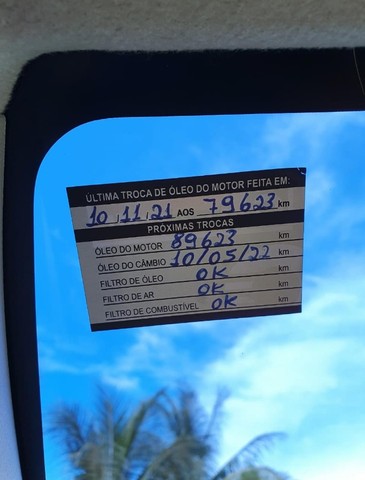 ÚLTIMA TROCA DE ÓLEO DO MOTOR FEITA EM:
10,11,21 AOS 79623 km
PRÓXIMAS TROCAS
ÓLEO DO MOTOR 89623 km
ÓLEO DO CÂMBIO 10/05/22 km
FILTRO DE ÓLEO OK km
FILTRO DE AR OK km
FILTRO DE COMBUSTÍVEL OK km